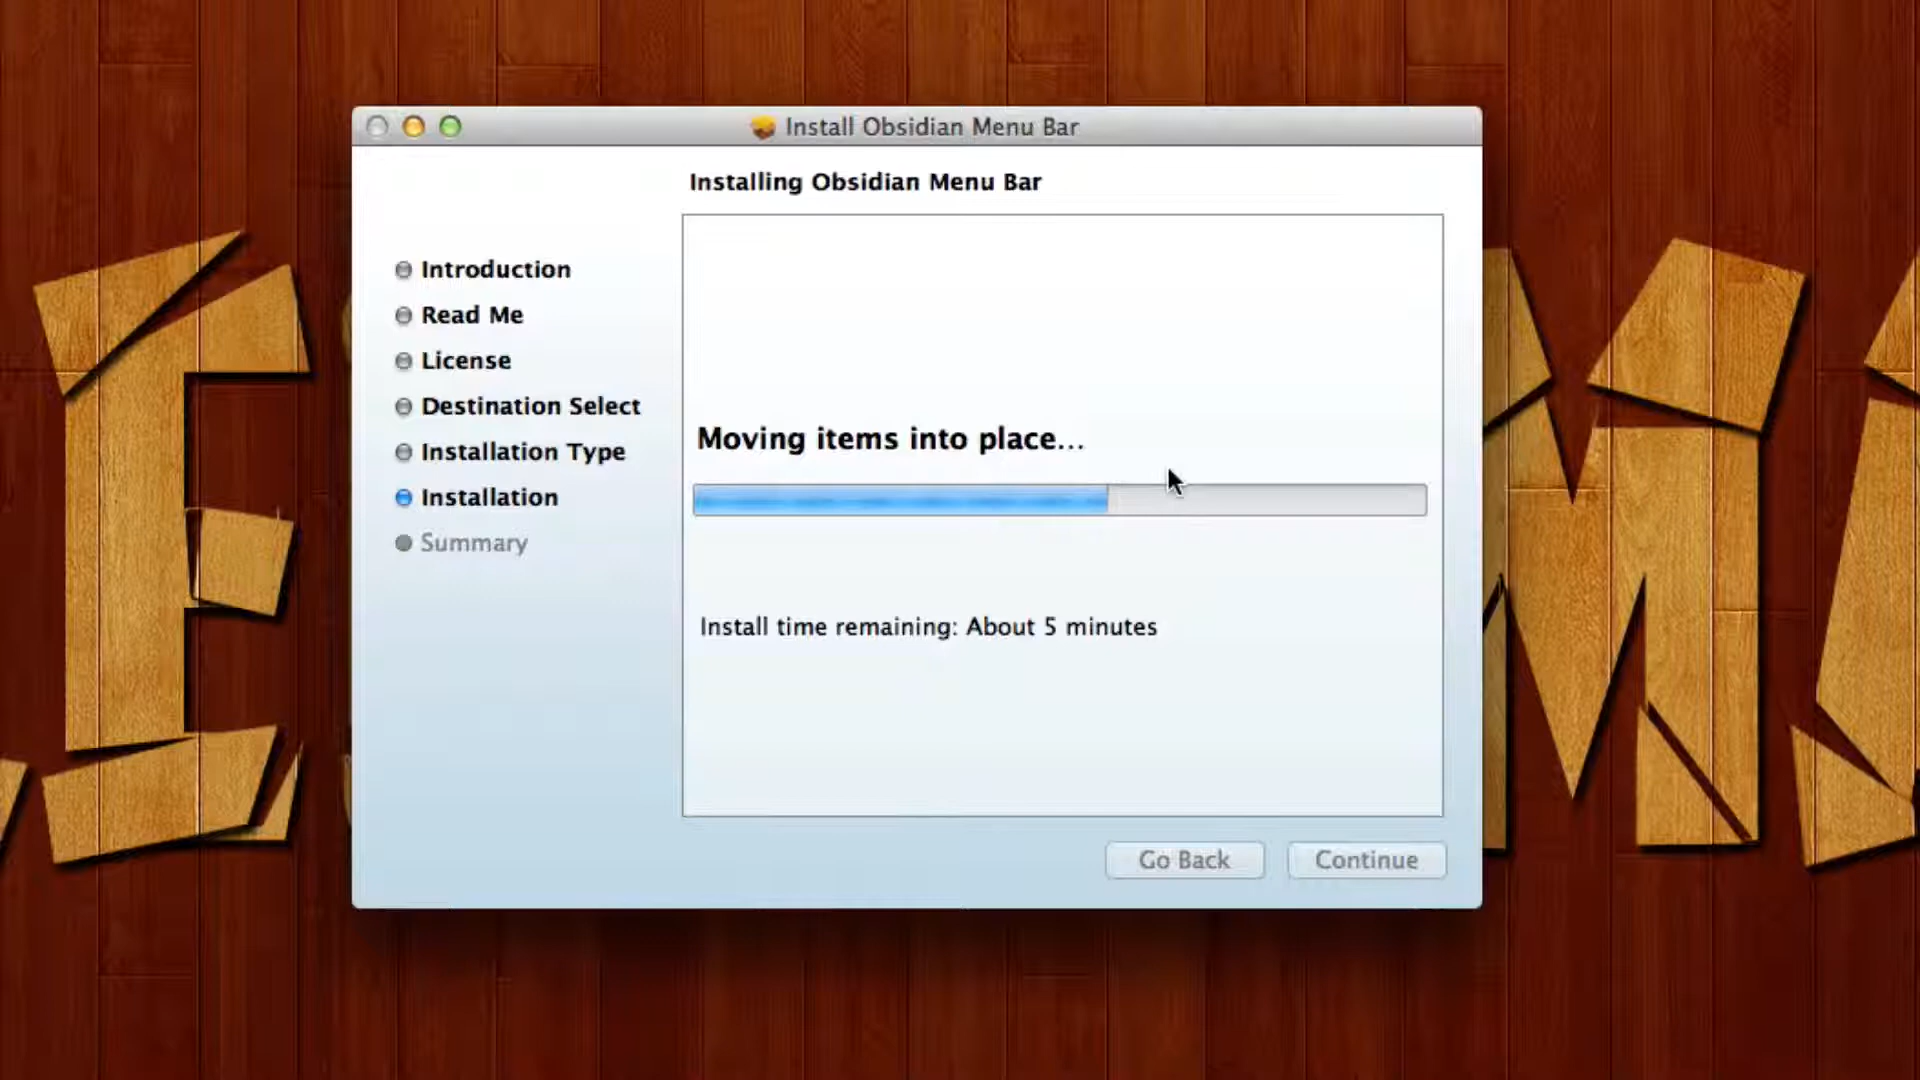 Install Obsidian Menu Bar
Installing Obsidian Menu Bar
Introduction
Read Me
License
Destination Select
Installation Type
Installation
Summary
Moving items into place...
Install time remaining: About 5 minutes
Go Back
Continue